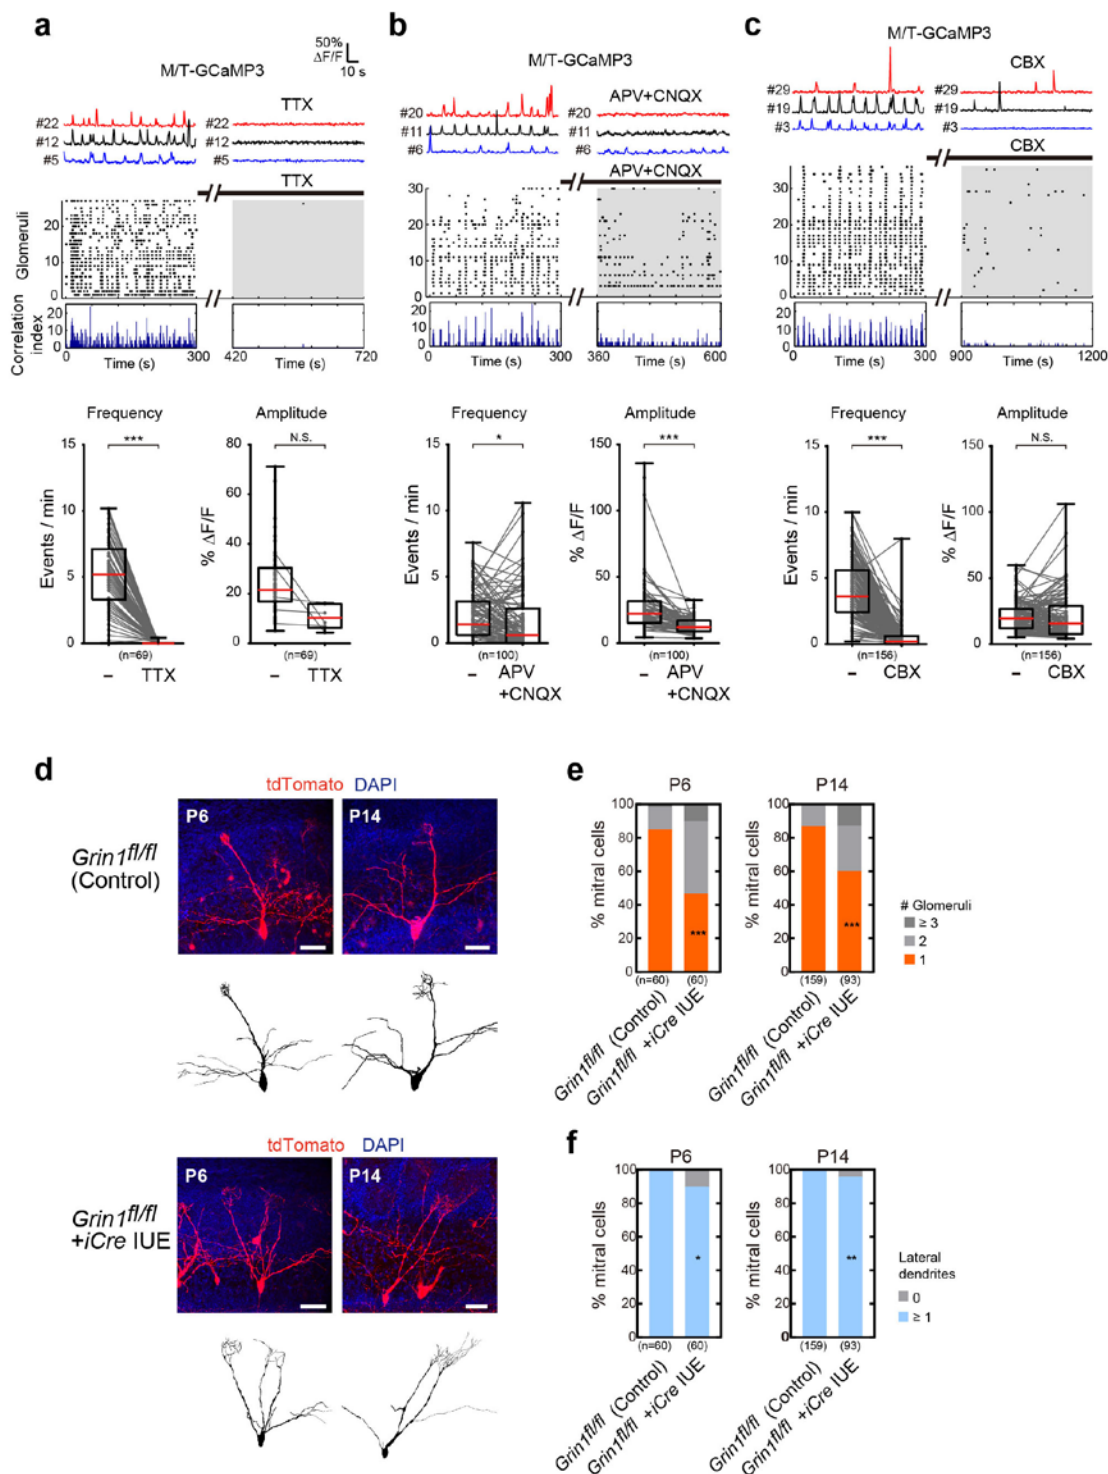 a
50%
ΔF/F
10 s
M/T-GCaMP3
TTX
#22
#12
#5
#22
#12
#5
TTX
Glomeruli
20
10
0
Correlation
index
20
10
0
0
Time (s)
300
420
Time (s)
720
Frequency
***
Events / min
15
10
5
0
(n=69)
–
TTX
Amplitude
N.S.
% ΔF/F
80
60
40
20
0
(n=69)
–
TTX
b
M/T-GCaMP3
APV+CNQX
#20
#11
#6
#20
#11
#6
APV+CNQX
30
20
10
0
20
10
0
0
Time (s)
300
360
Time (s)
600
Frequency
*
Events / min
15
10
5
0
(n=100)
–
APV
+CNQX
Amplitude
***
% ΔF/F
150
100
50
0
(n=100)
–
APV
+CNQX
c
M/T-GCaMP3
CBX
#29
#19
#3
#29
#19
#3
CBX
30
20
10
0
20
10
0
0
Time (s)
300
900
Time (s)
1200
Frequency
***
Events / min
15
10
5
0
(n=156)
–
CBX
Amplitude
N.S.
% ΔF/F
150
100
50
0
(n=156)
–
CBX
d
tdTomato DAPI
P6
P14
Grin1fl/fl
(Control)
tdTomato DAPI
P6
P14
Grin1fl/fl
+iCre IUE
e
P6
% mitral cells
100
80
60
40
20
0
***
(n=60)
(60)
Grin1fl/fl (Control)
Grin1fl/fl +iCre IUE
P14
% mitral cells
100
80
60
40
20
0
***
(159)
(93)
Grin1fl/fl (Control)
Grin1fl/fl +iCre IUE
# Glomeruli
≥ 3
2
1
f
P6
% mitral cells
100
80
60
40
20
0
*
(n=60)
(60)
Grin1fl/fl (Control)
Grin1fl/fl +iCre IUE
P14
% mitral cells
100
80
60
40
20
0
**
(159)
(93)
Grin1fl/fl (Control)
Grin1fl/fl +iCre IUE
Lateral
dendrites
0
≥ 1